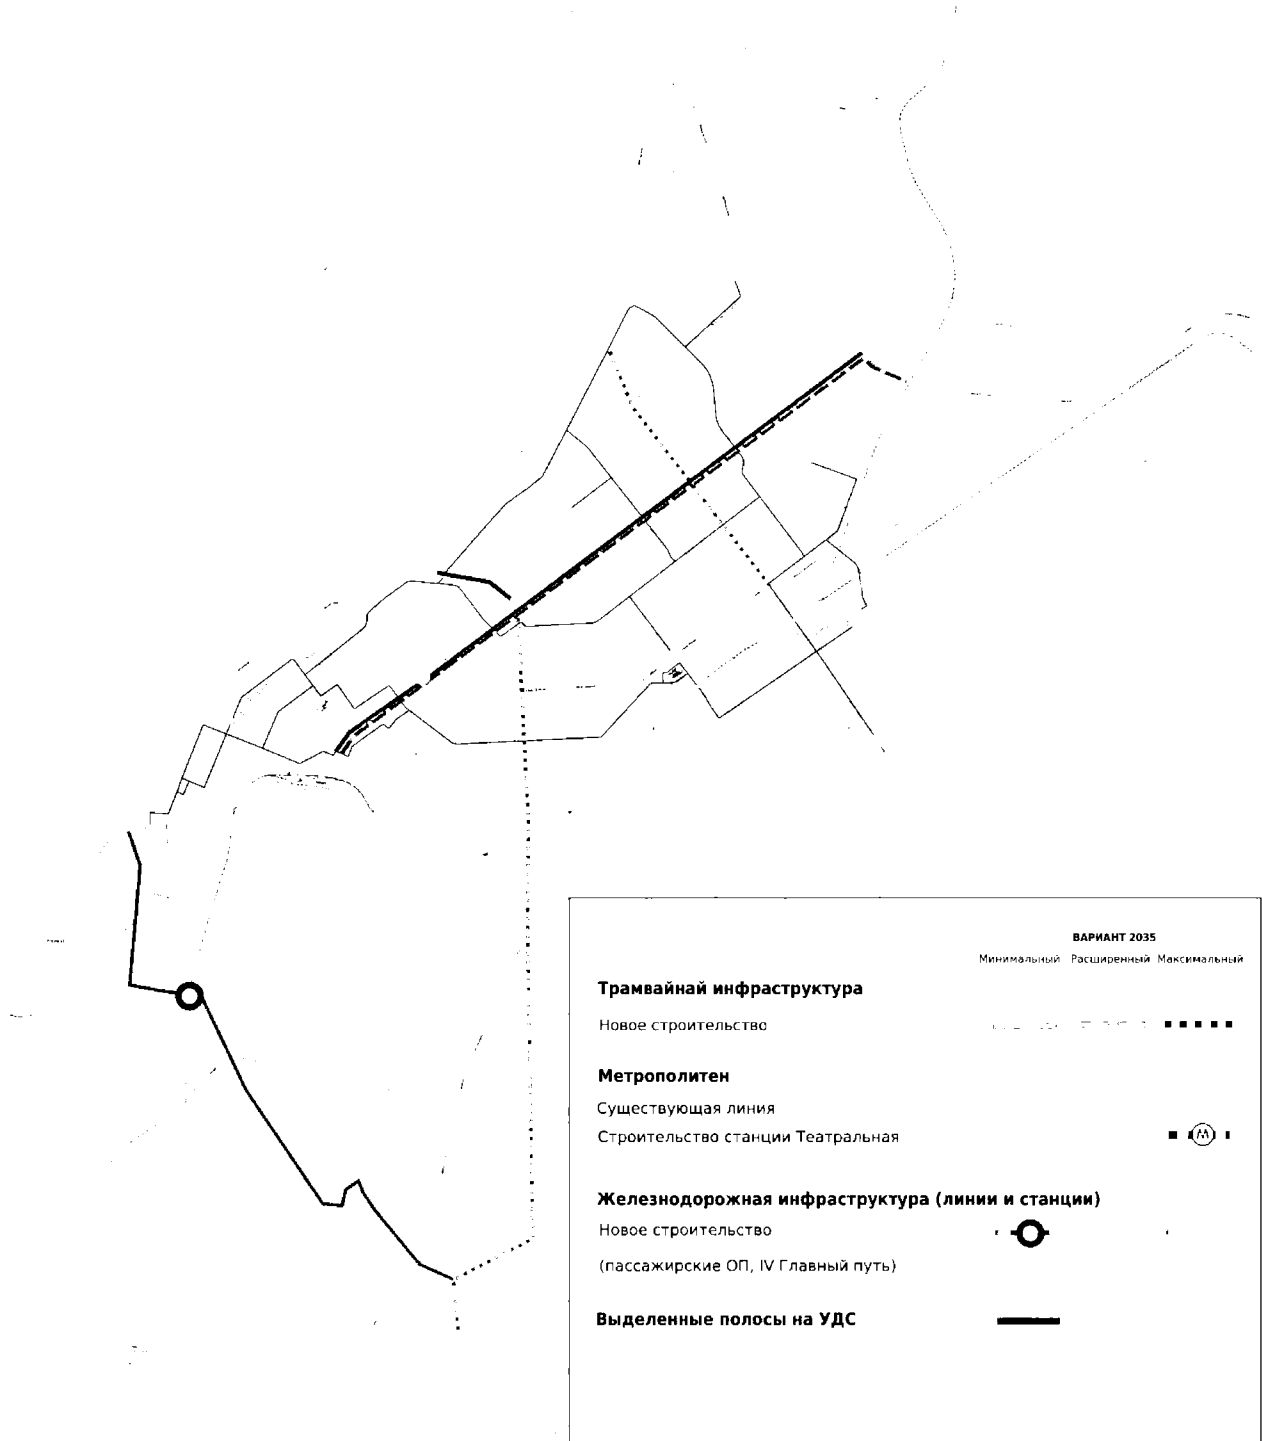 ВАРИАНТ 2035
Минимальный Расширенный Максимальный
Трамвайнай инфраструктура
Новое строительство
Метрополитен
Существующая линия
Строительство станции Театральная
Железнодорожная инфраструктура (линии и станции)
Новое строительство
(пассажирские ОП, IV Главный путь)
Выделенные полосы на УДС